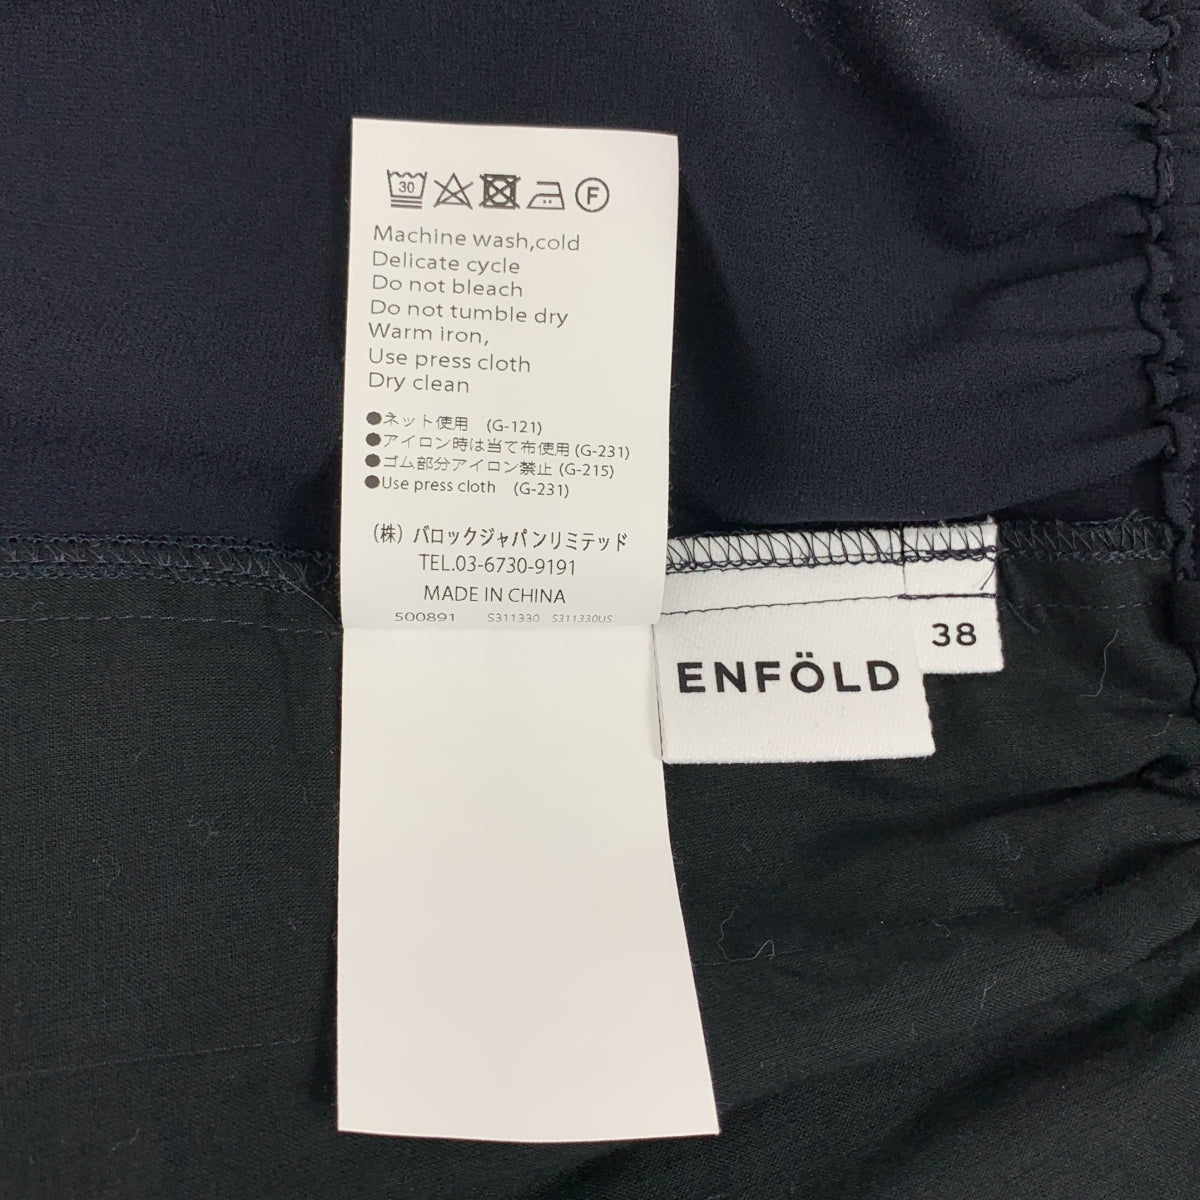 30
F
Machine wash,cold
Delicate cycle
Do not bleach
Do not tumble dry
Warm iron,
Use press cloth
Dry clean
●ネット使用 (G-121)
●アイロン時は当て布使用(G-231)
●ゴム部分アイロン禁止(G-215)
●Use press cloth (G-231)
(株) バロックジャパンリミテッド
TEL.03-6730-9191
MADE IN CHINA
500891 S311330 S311330US
38
ENFÖLD